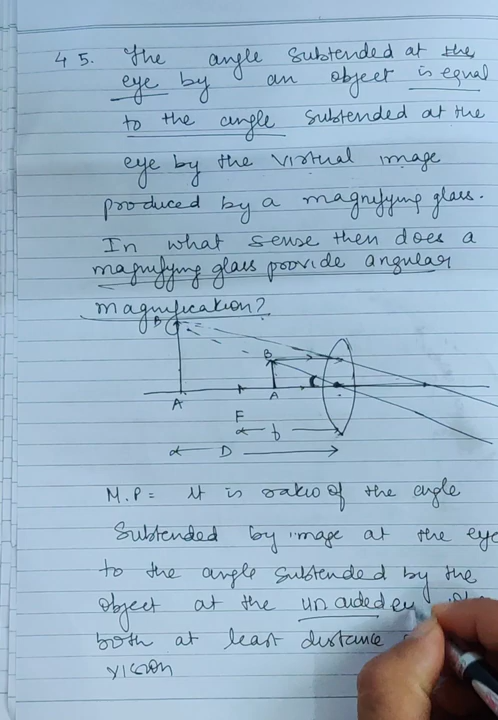 45. The angle subtended at the
eye by an object is equal
to the angle subtended at the
eye by the virtual image
produced by a magnifying glass.
In what sense then does a
magnifying glass provide angular
magnification?
B'
B
A'
A
F
f
D
M.P = It is ratio of the angle
Subtended by image at the eye
to the angle subtended by the
object at the unaided
both at least distance
vision